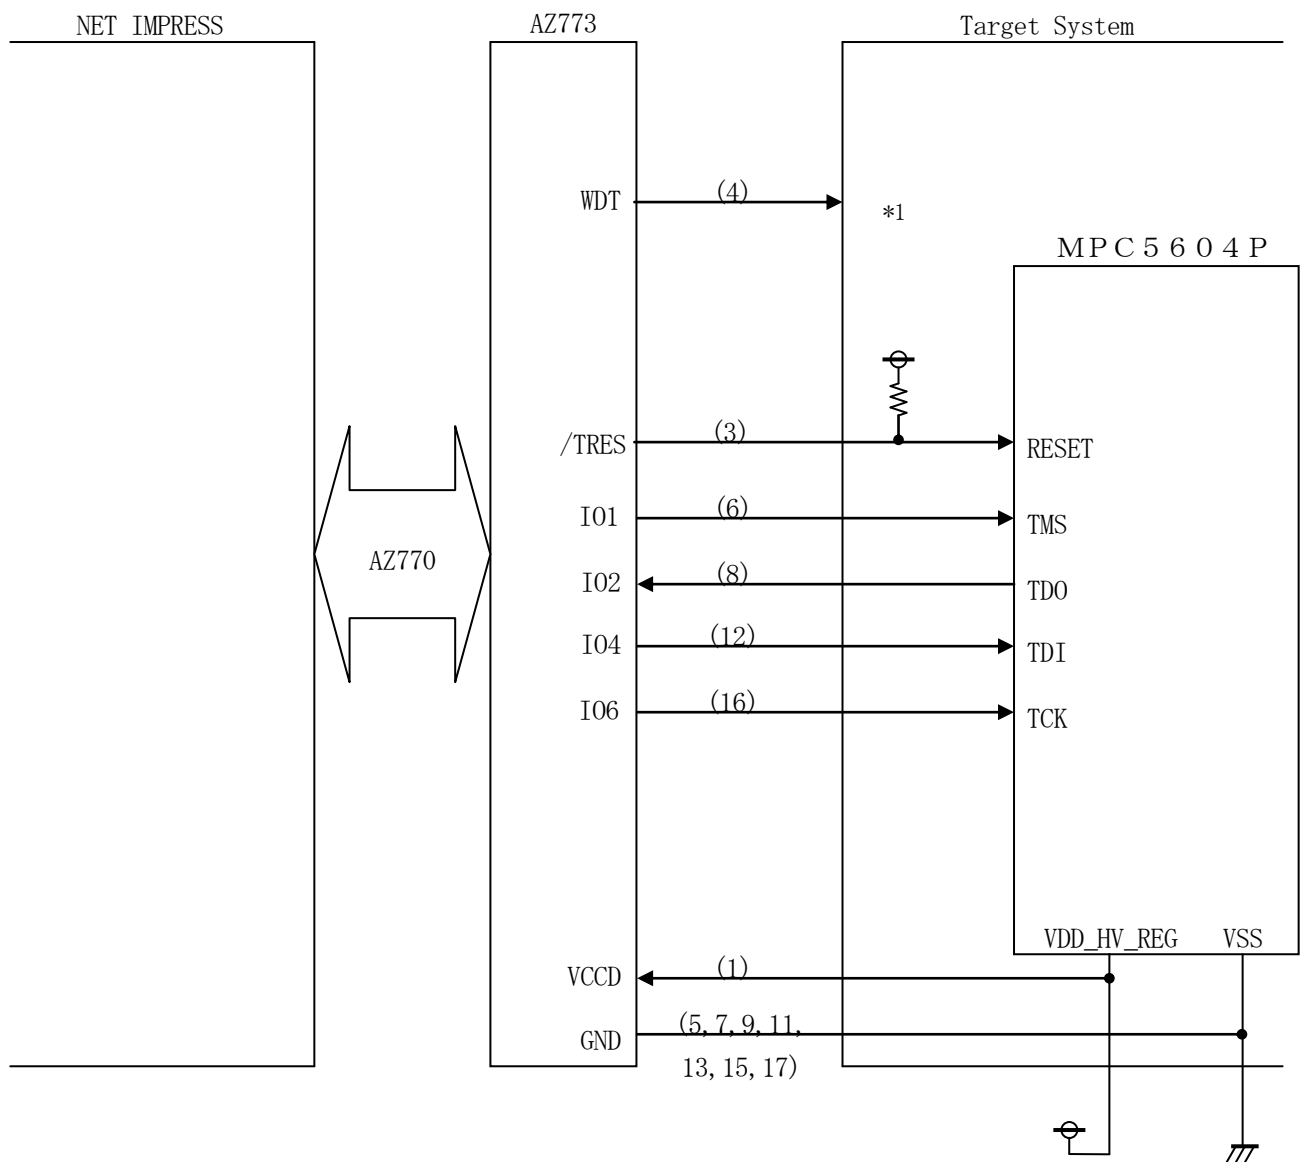 NET IMPRESS
AZ773
Target System
WDT
(4)
*1
ＭＰＣ５６０４Ｐ
/TRES
(3)
RESET
IO1
(6)
TMS
AZ770
IO2
(8)
TDO
IO4
(12)
TDI
IO6
(16)
TCK
VDD_HV_REG
VSS
VCCD
(1)
GND
(5, 7, 9, 11,
13, 15, 17)